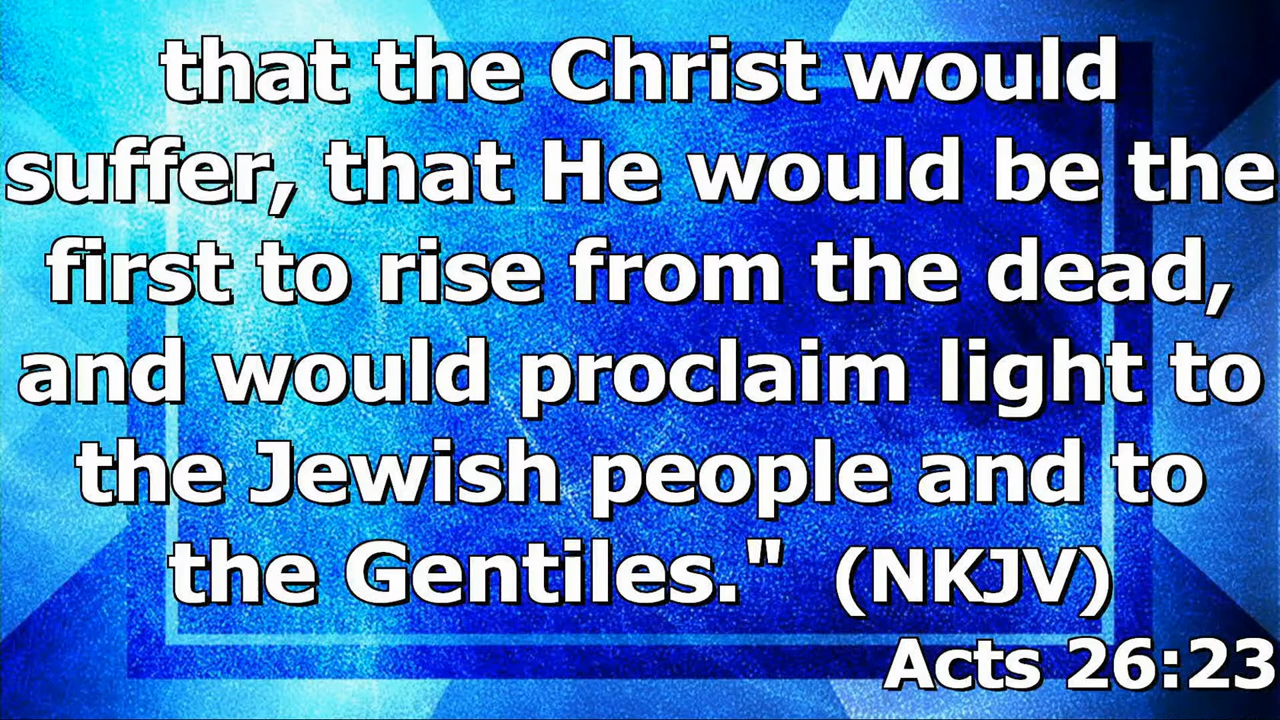 that the Christ would
suffer, that He would be the
first to rise from the dead,
and would proclaim light to
the Jewish people and to
the Gentiles." (NKJV)
Acts 26:23